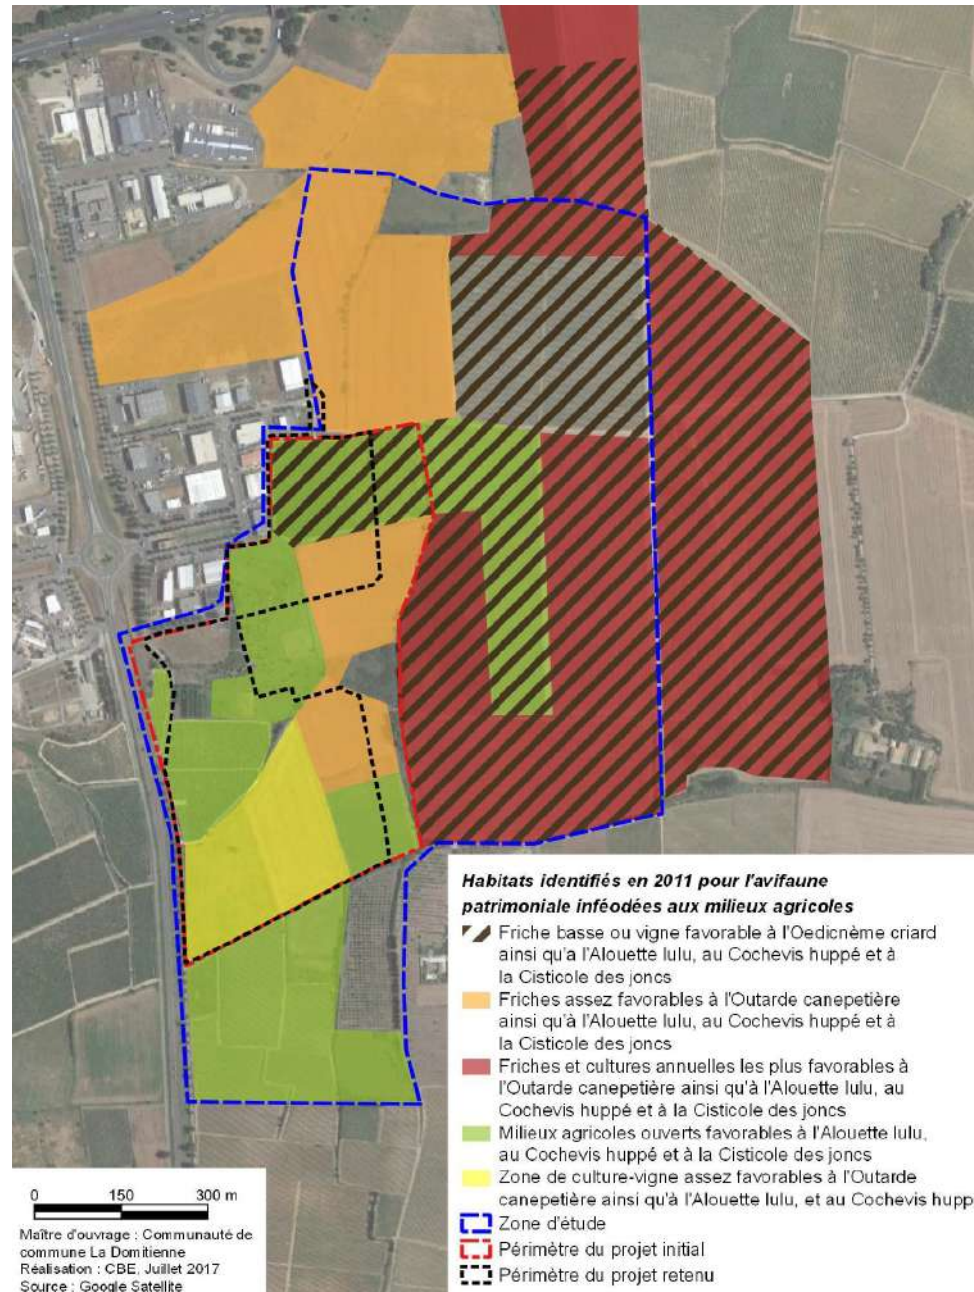 Habitats identifiés en 2011 pour l'avifaune
patrimoniale inféodées aux milieux agricoles
Friche basse ou vigne favorable à l'Oedicnème criard
ainsi qu'a l'Alouette lulu, au Cochevis huppé et à
la Cisticole des joncs
Friches assez favorables à l'Outarde canepetière
ainsi qu'à l'Alouette lulu, au Cochevis huppé et à
la Cisticole des joncs
Friches et cultures annuelles les plus favorables à
l'Outarde canepetière ainsi qu'à l'Alouette lulu, au
Cochevis huppé et à la Cisticole des joncs
Milieux agricoles ouverts favorables à l'Alouette lulu,
au Cochevis huppé et à la Cisticole des joncs
Zone de culture-vigne assez favorables à l'Outarde
canepetière ainsi qu'à l'Alouette lulu, et au Cochevis hupp
Zone d'étude
Périmètre du projet initial
Périmètre du projet retenu
0 150 300 m
Maître d'ouvrage : Communauté de
commune La Domitienne
Réalisation : CBE, Juillet 2017
Source : Google Satellite